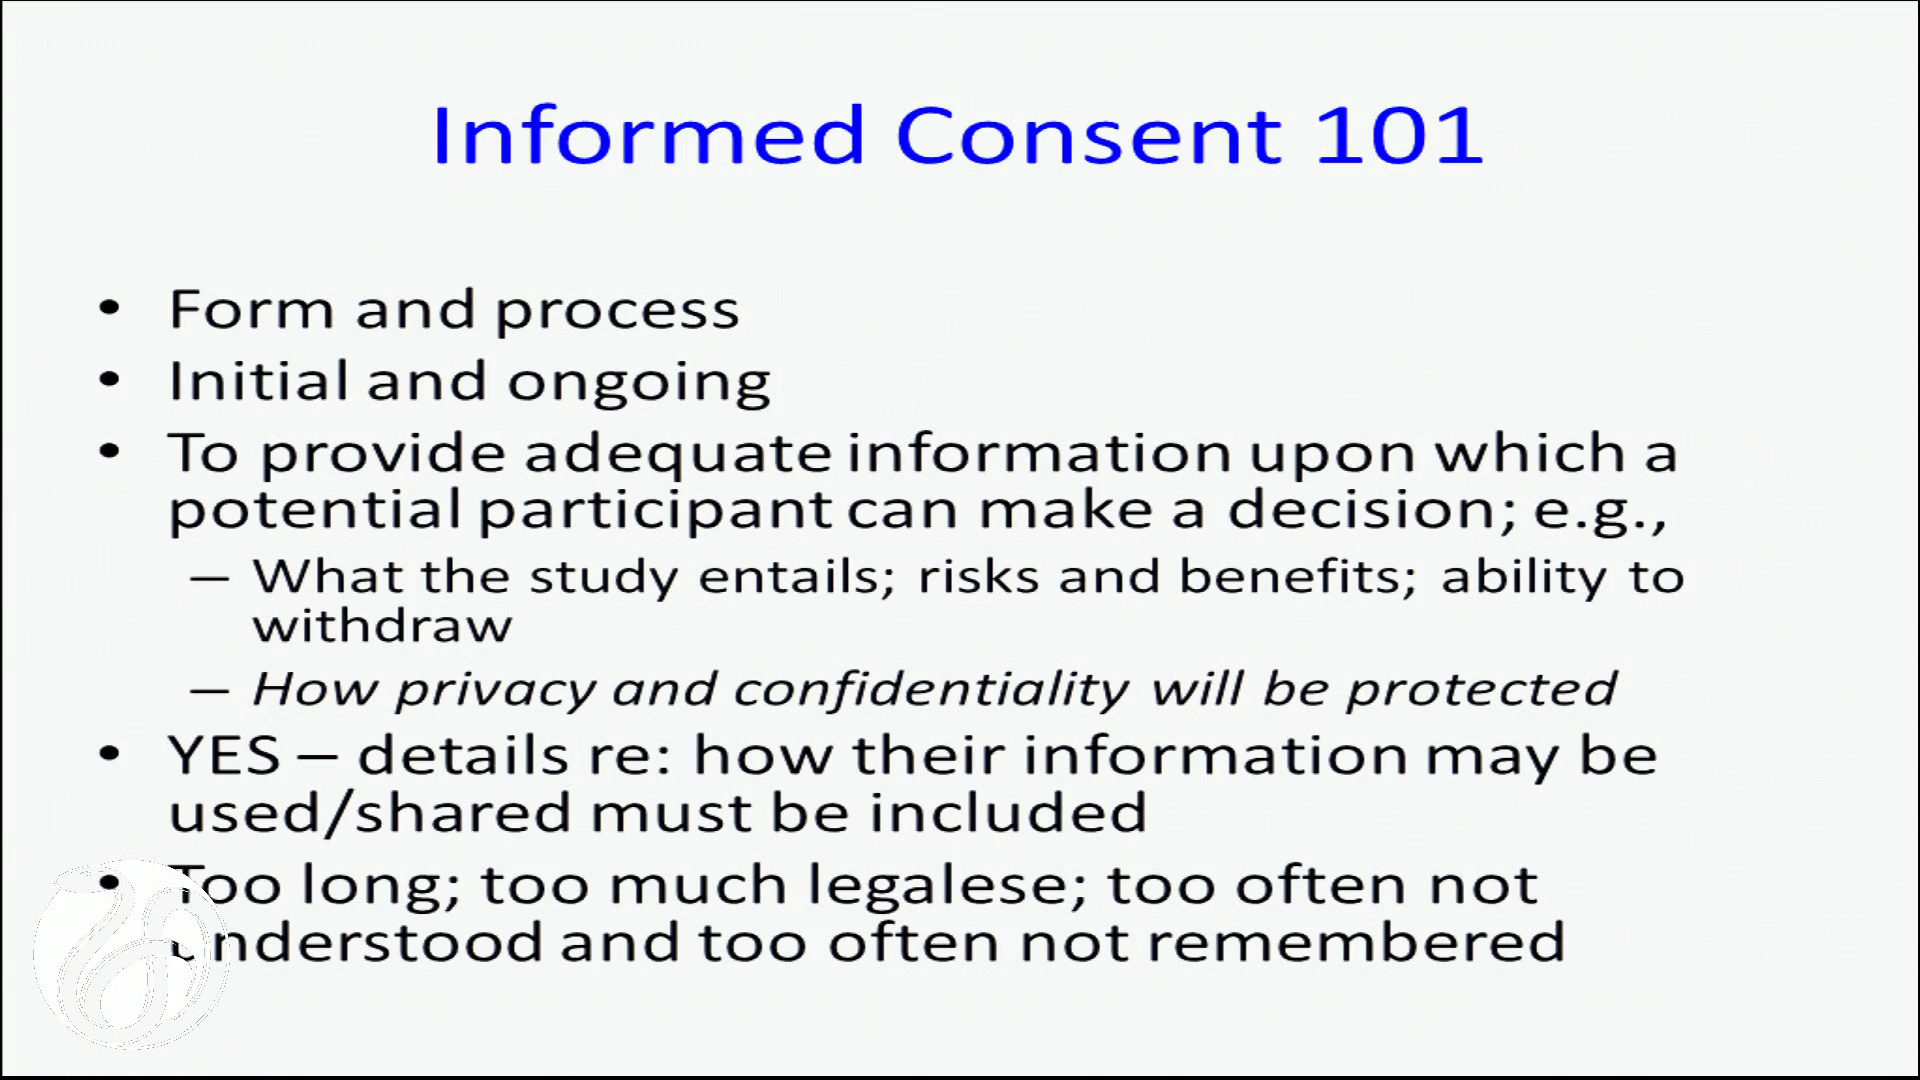 Informed Consent 101
• Form and process
• Initial and ongoing
• To provide adequate information upon which a
potential participant can make a decision; e.g.,
– What the study entails; risks and benefits; ability to
withdraw
– How privacy and confidentiality will be protected
• YES – details re: how their information may be
used/shared must be included
• Too long; too much legalese; too often not
understood and too often not remembered